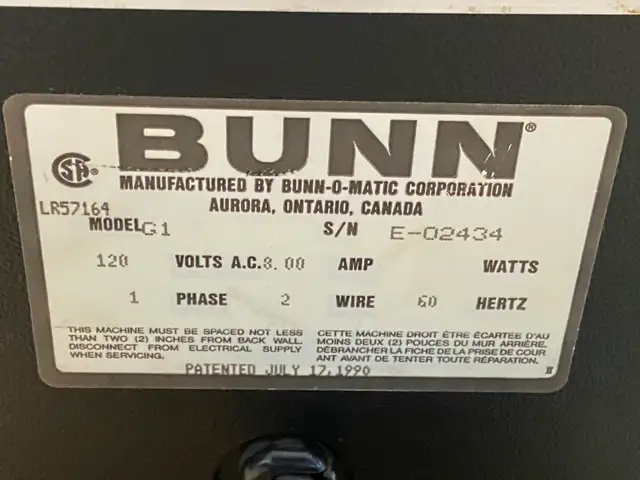 BUNN®
MANUFACTURED BY BUNN-O-MATIC CORPORATION
AURORA, ONTARIO, CANADA
LR57164
MODEL G1 S/N E-02434
120 VOLTS A.C. 8.00 AMP WATTS
1 PHASE 2 WIRE 60 HERTZ
THIS MACHINE MUST BE SPACED NOT LESS
THAN TWO (2) INCHES FROM BACK WALL.
DISCONNECT FROM ELECTRICAL SUPPLY
WHEN SERVICING.
CETTE MACHINE DROIT ÊTRE ÉCARTÉE D'AU
MOINS DEUX (2) POUCES DU MUR ARRIÈRE.
DÉBRANCHER LA FICHE DE LA PRISE DE COUR
ANT AVANT DE TENTER TOUTE RÉPARATION.
PATENTED JULY 17,1990